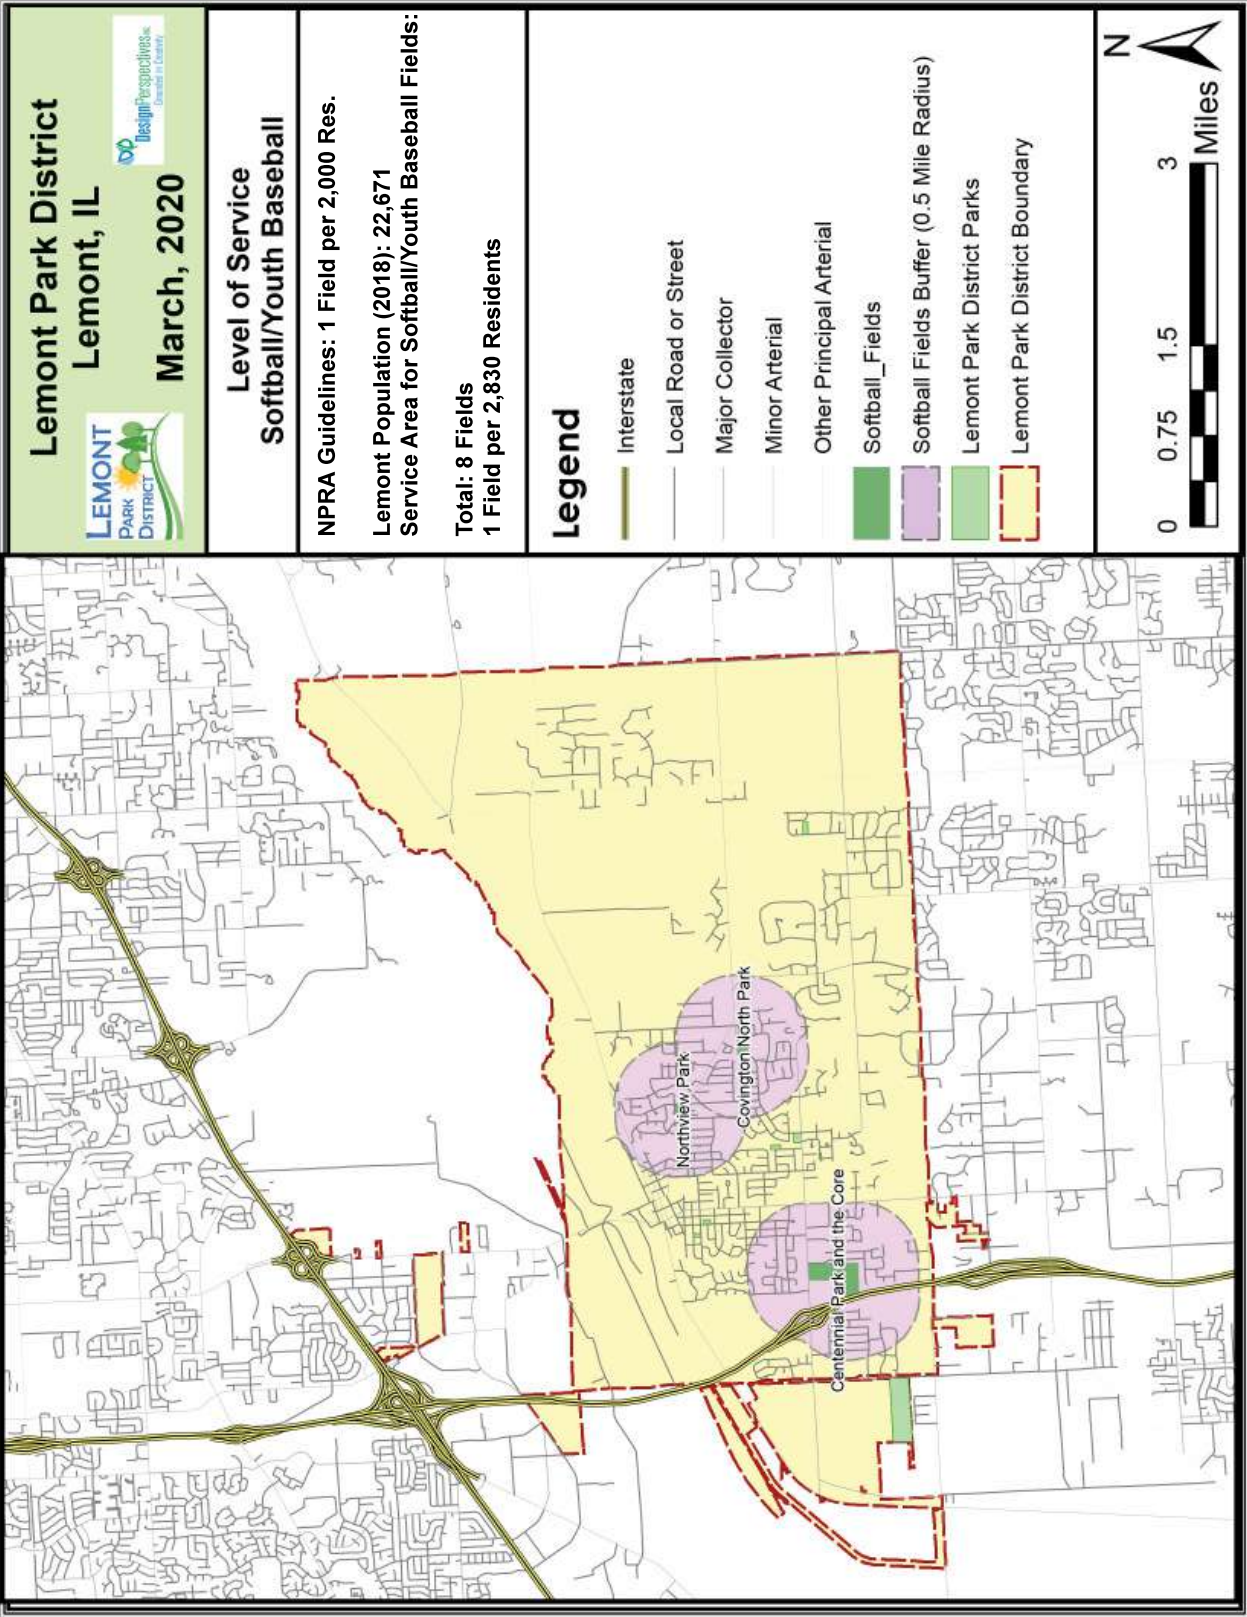 Lemont Park District
Lemont, IL
March, 2020
LEMONT
PARK
DISTRICT
DesignPerspectives INC.
Grounded in Creativity
Level of Service
Softball/Youth Baseball
NPRA Guidelines: 1 Field per 2,000 Res.
Lemont Population (2018): 22,671
Service Area for Softball/Youth Baseball Fields:
Total: 8 Fields
1 Field per 2,830 Residents
Legend
Interstate
Local Road or Street
Major Collector
Minor Arterial
Other Principal Arterial
Softball_Fields
Softball Fields Buffer (0.5 Mile Radius)
Lemont Park District Parks
Lemont Park District Boundary
N
0 0.75 1.5 3
Miles
Northview Park
Covington North Park
Centennial Park and the Core